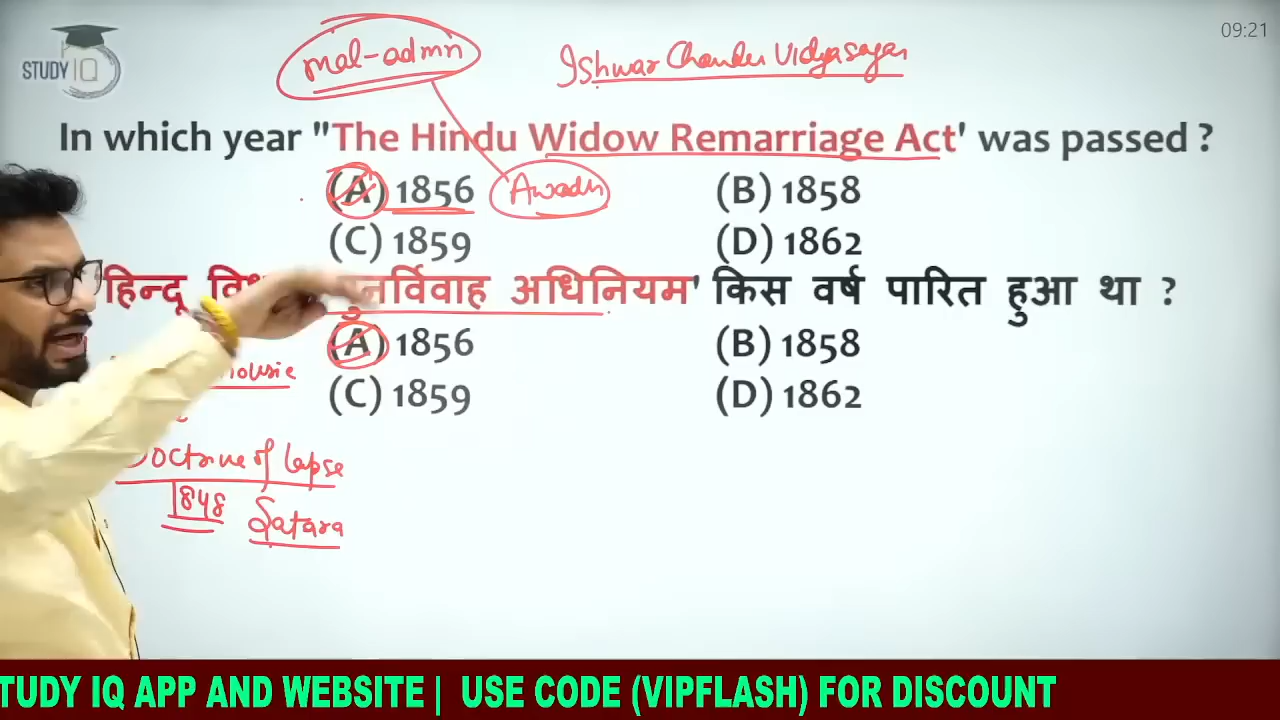 09:21
STUDY IQ
mal-admn
Ishwar Chander Vidyasagar
In which year "The Hindu Widow Remarriage Act' was passed ?
(A) 1856 Awadh (B) 1858
(C) 1859 (D) 1862
हिन्दू पुनर्विवाह अधिनियम' किस वर्ष पारित हुआ था ?
(A) 1856 (B) 1858
(C) 1859 (D) 1862
Doctrine of lapse
1848 Satara
TUDY IQ APP AND WEBSITE | USE CODE (VIPFLASH) FOR DISCOUNT